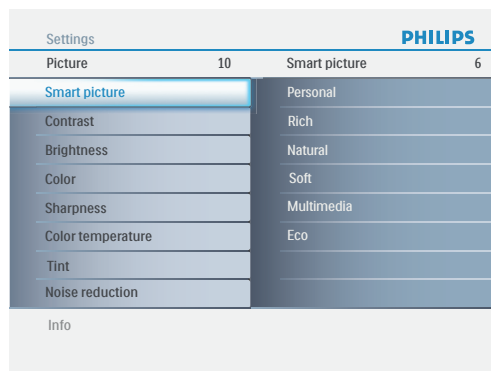 Settings
PHILIPS
Picture 10 Smart picture 6
Smart picture Personal
Contrast Rich
Brightness Natural
Color Soft
Sharpness Multimedia
Color temperature Eco
Tint
Noise reduction
Info